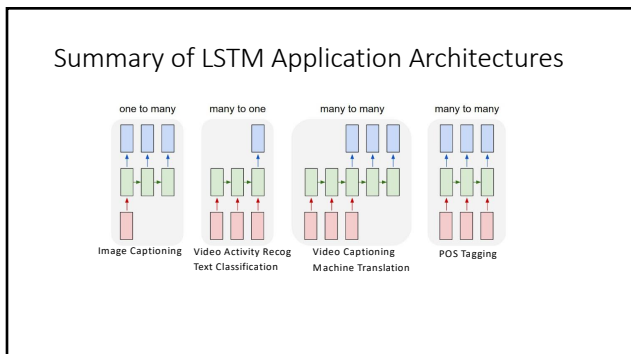 Summary of LSTM Application Architectures
one to many
many to one
many to many
many to many
Image Captioning
Video Activity Recog
Text Classification
Video Captioning
Machine Translation
POS Tagging